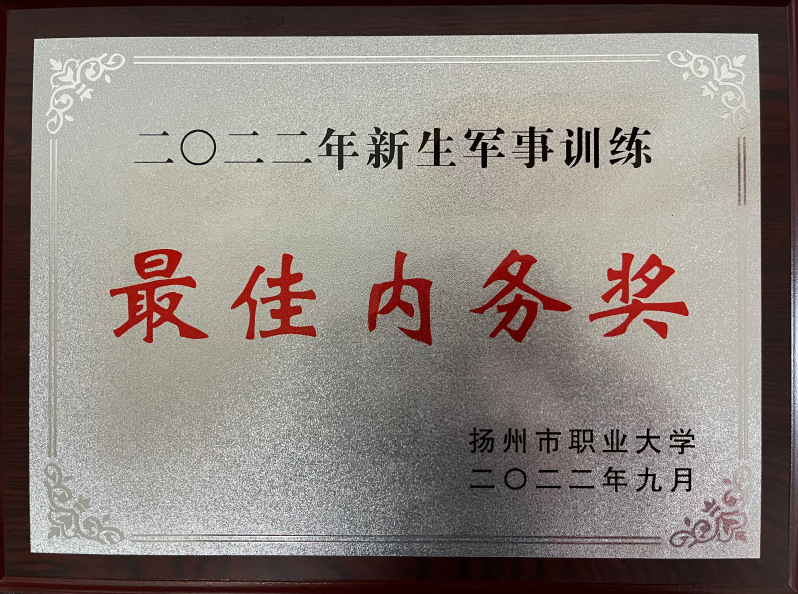 二〇二二年新生军事训练
最佳内务奖
扬州市职业大学
二〇二二年九月